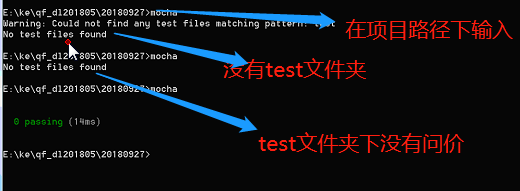 E:\ke\qf_d1201805\20180927>mocha
Warning: Could not find any test files matching pattern: test
No test files found
E:\ke\qf_d1201805\20180927>mocha
No test files found
E:\ke\qf_d1201805\20180927>mocha
0 passing (14ms)
E:\ke\qf_d1201805\20180927>
在项目路径下输入
没有test文件夹
test文件夹下没有问价